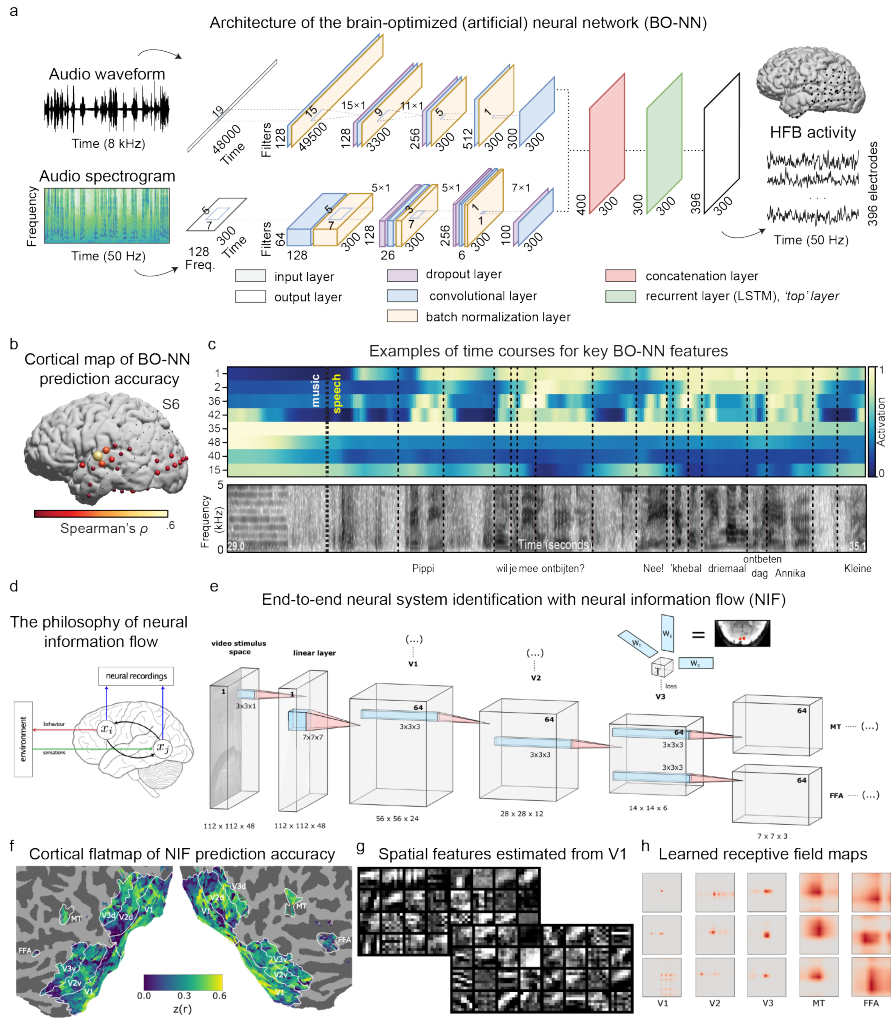 a
Architecture of the brain-optimized (artificial) neural network (BO-NN)
Audio waveform
Time (8 kHz)
Audio spectrogram
Frequency
Time (50 Hz)
19
48000
Time
Filters
128
15
49500
15×1
128
9
3300
11×1
256
5
300
512
1
300
300
300
5
7
300
Time
128
Freq.
Filters
64
128
5
7
300
5×1
128
26
3
7
300
5×1
256
6
1
1
300
7×1
100
300
400
300
300
300
396
300
HFB activity
. . .
396 electrodes
Time (50 Hz)
input layer
output layer
dropout layer
convolutional layer
batch normalization layer
concatenation layer
recurrent layer (LSTM), 'top' layer
b
Cortical map of BO-NN
prediction accuracy
S6
.6
Spearman's ρ
c
Examples of time courses for key BO-NN features
1
2
36
42
35
48
40
15
music
speech
1
0
Activation
5
0
Frequency
(kHz)
29.0
Time (seconds)
35.1
Pippi
wil je mee ontbijten?
Nee!
'kheb al
driemaal
ontbeten
dag
Annika
Kleine
d
The philosophy of neural
information flow
neural recordings
environment
behaviour
sensations
xi
xj
e
End-to-end neural system identification with neural information flow (NIF)
video stimulus
space
1
3x3x1
112 x 112 x 48
linear layer
1
7x7x7
112 x 112 x 48
(...)
V1
64
3x3x3
56 x 56 x 24
(...)
V2
64
3x3x3
28 x 28 x 12
=
T
loss
V3
64
3x3x3
3x3x3
14 x 14 x 6
64
MT
(...)
64
FFA
(...)
7 x 7 x 3
f
Cortical flatmap of NIF prediction accuracy
V3d
V2d
V1
MT
FFA
V3v
V2v
V1
V3d
V2d
V1
MT
FFA
V3v
V2v
V1
0.0
0.3
0.6
z(r)
g
Spatial features estimated from V1
h
Learned receptive field maps
V1
V2
V3
MT
FFA